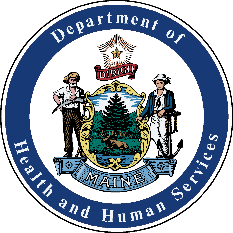 Department of
DIRIGO
MAINE
Health and Human Services